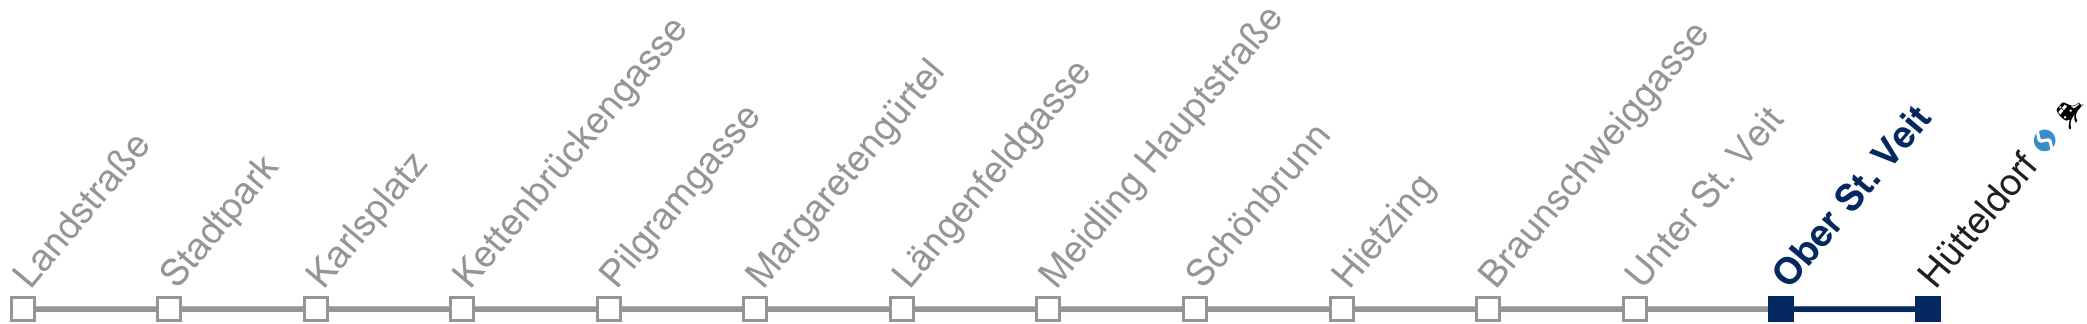 Landstraße
Stadtpark
Karlsplatz
Kettenbrückengasse
Pilgramgasse
Margaretengürtel
Längenfeldgasse
Meidling Hauptstraße
Schönbrunn
Hietzing
Braunschweiggasse
Unter St. Veit
Ober St. Veit
Hütteldorf